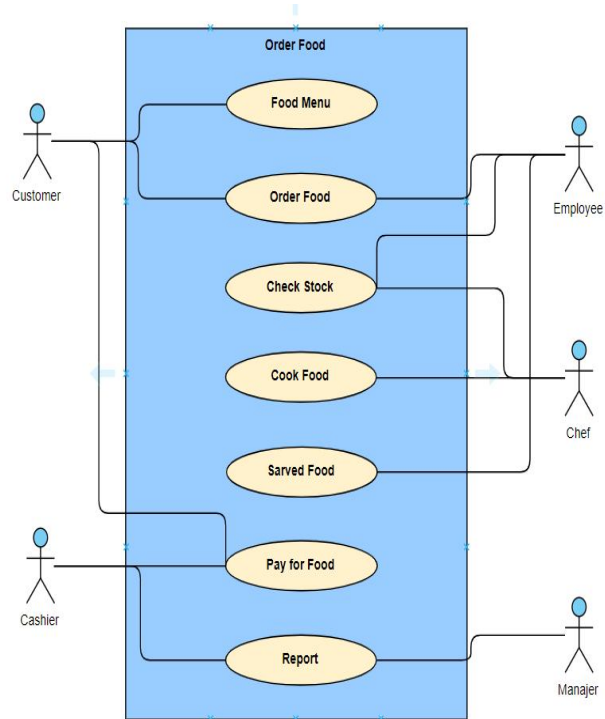 Order Food
Food Menu
Customer
Order Food
Employee
Check Stock
Cook Food
Chef
Sarved Food
Pay for Food
Cashier
Report
Manajer